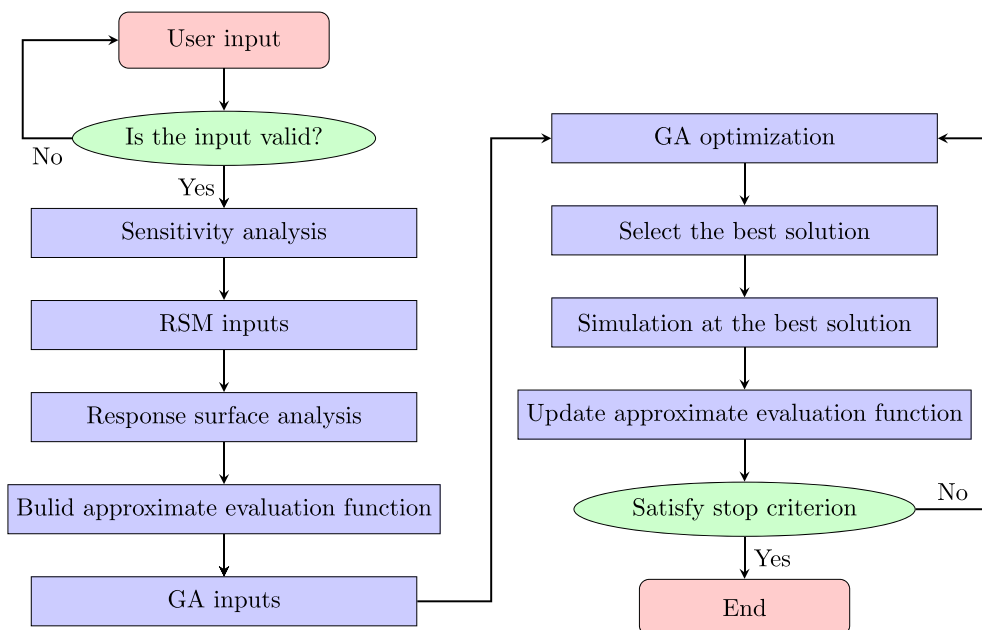 User input
Is the input valid?
No
Yes
Sensitivity analysis
RSM inputs
Response surface analysis
Bulid approximate evaluation function
GA inputs
GA optimization
Select the best solution
Simulation at the best solution
Update approximate evaluation function
Satisfy stop criterion
No
Yes
End